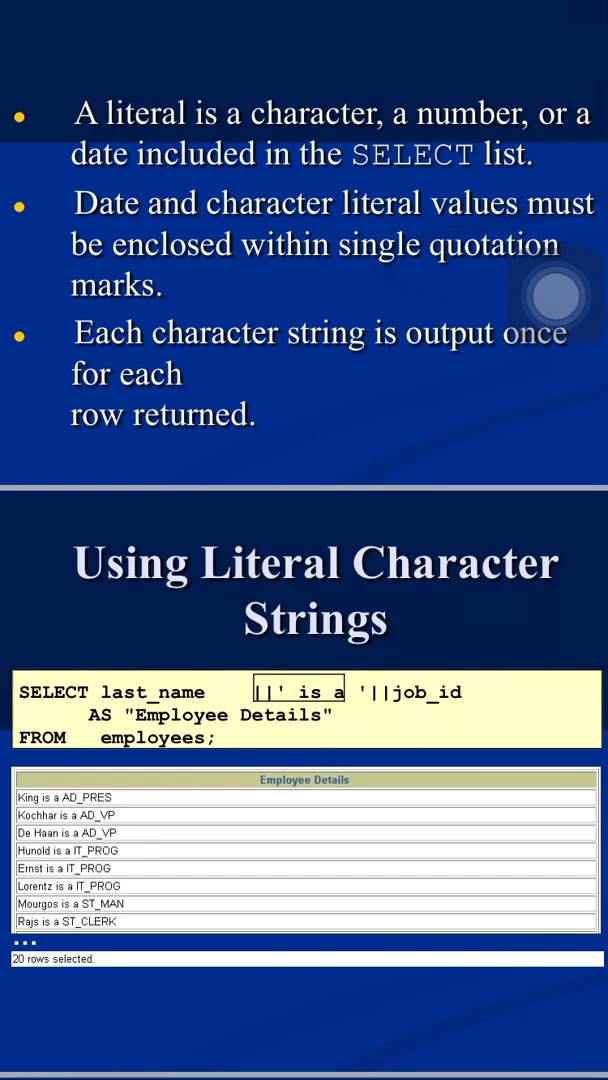 A literal is a character, a number, or a
date included in the SELECT list.
Date and character literal values must
be enclosed within single quotation
marks.
Each character string is output once
for each
row returned.
Using Literal Character
Strings
SELECT last_name ||' is a '||job_id
AS "Employee Details"
FROM employees;
Employee Details
King is a AD_PRES
Kochhar is a AD_VP
De Haan is a AD_VP
Hunold is a IT_PROG
Ernst is a IT_PROG
Lorentz is a IT_PROG
Mourgos is a ST_MAN
Rajs is a ST_CLERK
...
20 rows selected.